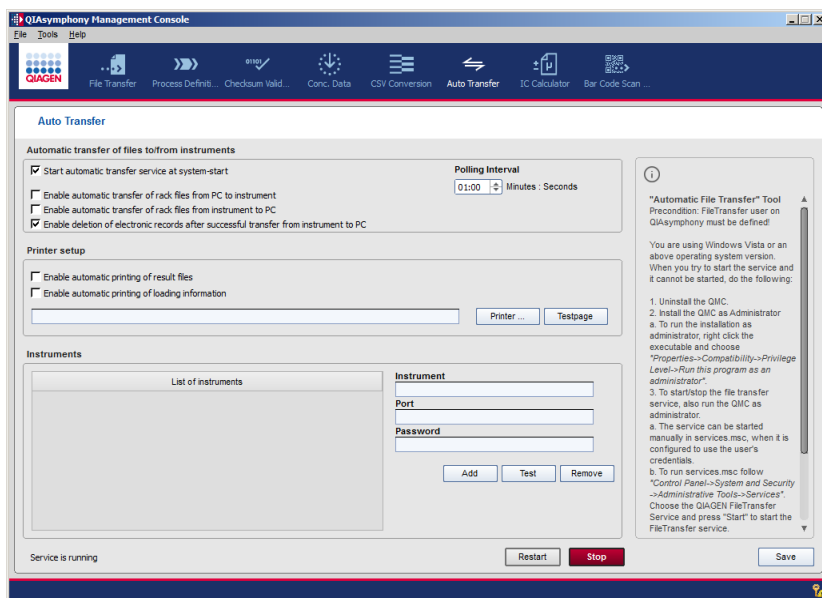 QIAsymphony Management Console
File Tools Help
QIAGEN
File Transfer
Process Definiti...
Checksum Valid...
Conc. Data
CSV Conversion
Auto Transfer
IC Calculator
Bar Code Scan ...
Auto Transfer
Automatic transfer of files to/from instruments
Start automatic transfer service at system-start
Polling Interval
01:00 Minutes : Seconds
Enable automatic transfer of rack files from PC to instrument
Enable automatic transfer of rack files from instrument to PC
Enable deletion of electronic records after successful transfer from instrument to PC
Printer setup
Enable automatic printing of result files
Enable automatic printing of loading information
Printer ... Testpage
Instruments
List of instruments
Instrument
Port
Password
Add Test Remove
Service is running
Restart Stop
"Automatic File Transfer" Tool
Precondition: FileTransfer user on
QIAsymphony must be defined!
You are using Windows Vista or an
above operating system version.
When you try to start the service and
it cannot be started, do the following:
1. Uninstall the QMC.
2. Install the QMC as Administrator
a. To run the installation as
administrator, right click the
executable and choose
"Properties->Compatibility->Privilege
Level->Run this program as an
administrator".
3. To start/stop the file transfer
service, also run the QMC as
administrator.
a. The service can be started
manually in services.msc, when it is
configured to use the user's
credentials.
b. To run services.msc follow
"Control Panel->System and Security
->Administrative Tools->Services".
Choose the QIAGEN FileTransfer
Service and press "Start" to start the
FileTransfer service.
Save